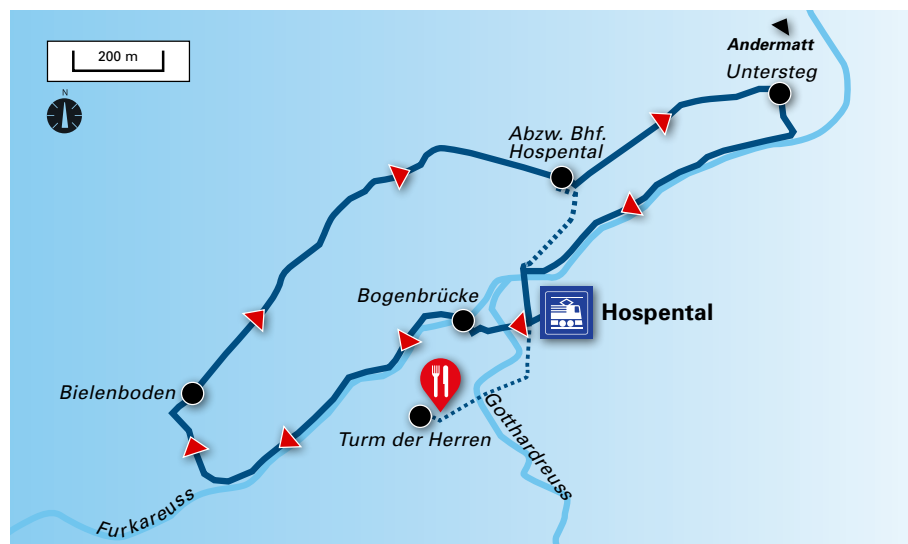 200 m
N
Andermatt
Untersteg
Abzw. Bhf.
Hospental
Bogenbrücke
Hospental
Bielenboden
Turm der Herren
Gotthardreuss
Furkareuss